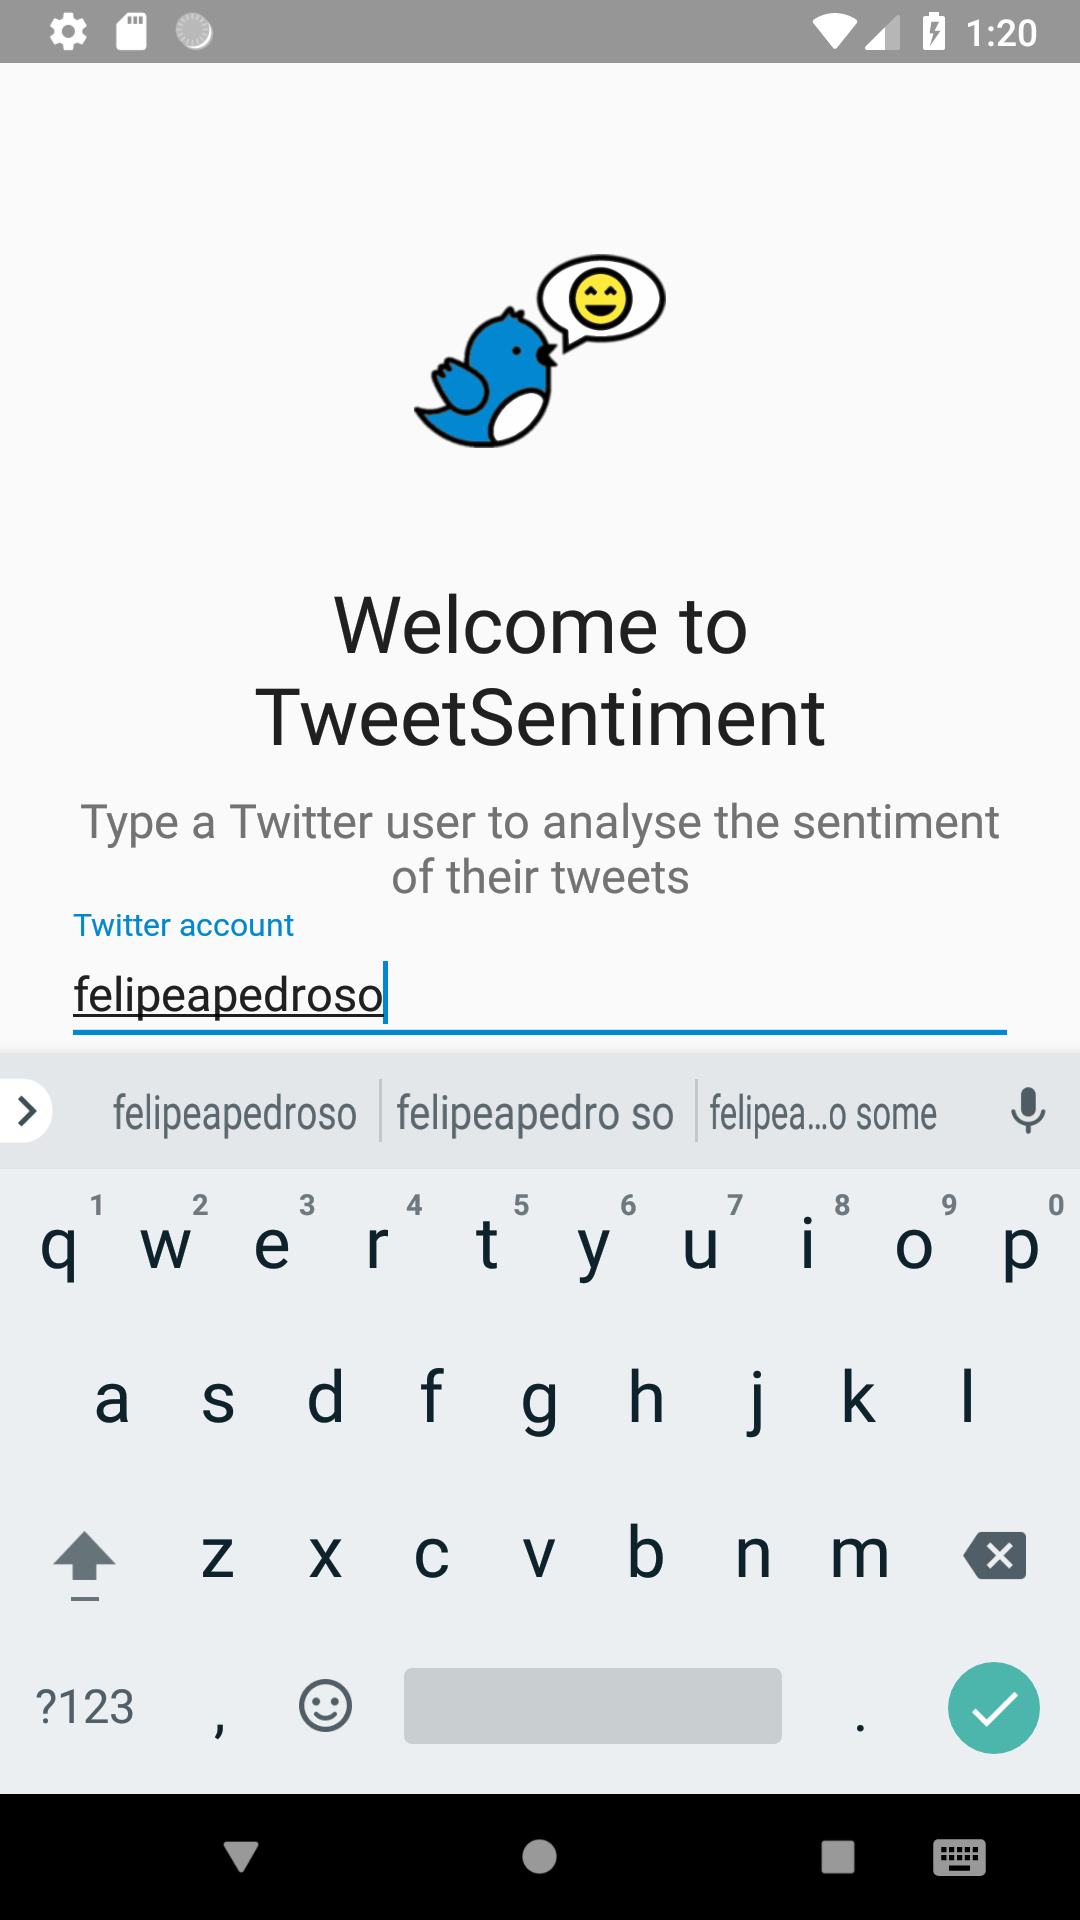 1:20
Welcome to
TweetSentiment
Type a Twitter user to analyse the sentiment
of their tweets
Twitter account
felipeapedroso
felipeapedroso felipeapedro so felipea...o some
1 2 3 4 5 6 7 8 9 0
q w e r t y u i o p
a s d f g h j k l
z x c v b n m
?123 , .